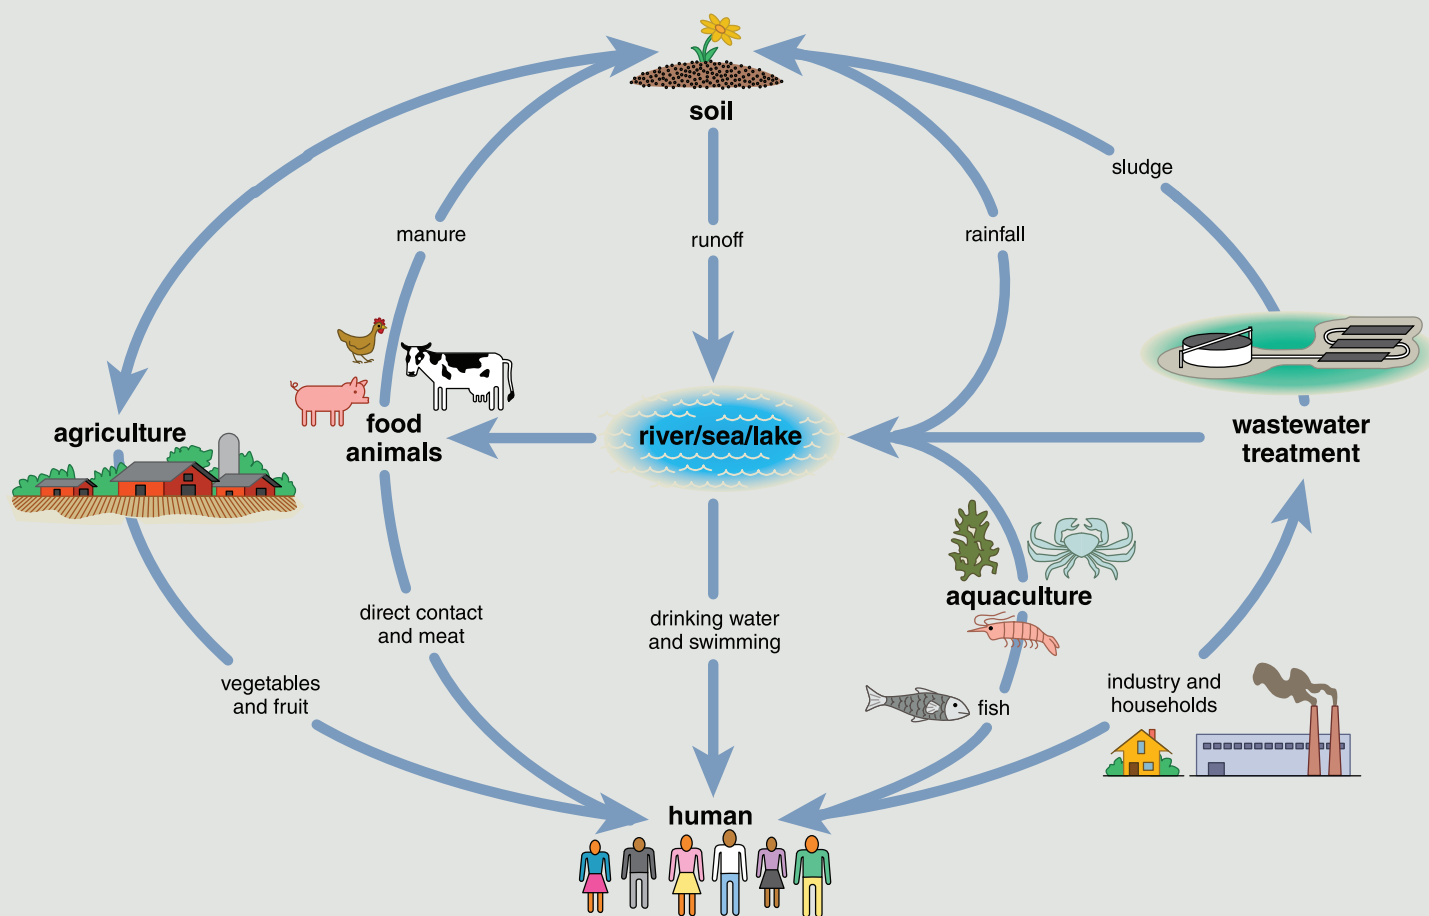 soil
sludge
manure
runoff
rainfall
agriculture
food
animals
river/sea/lake
wastewater
treatment
aquaculture
direct contact
and meat
drinking water
and swimming
vegetables
and fruit
fish
industry and
households
human